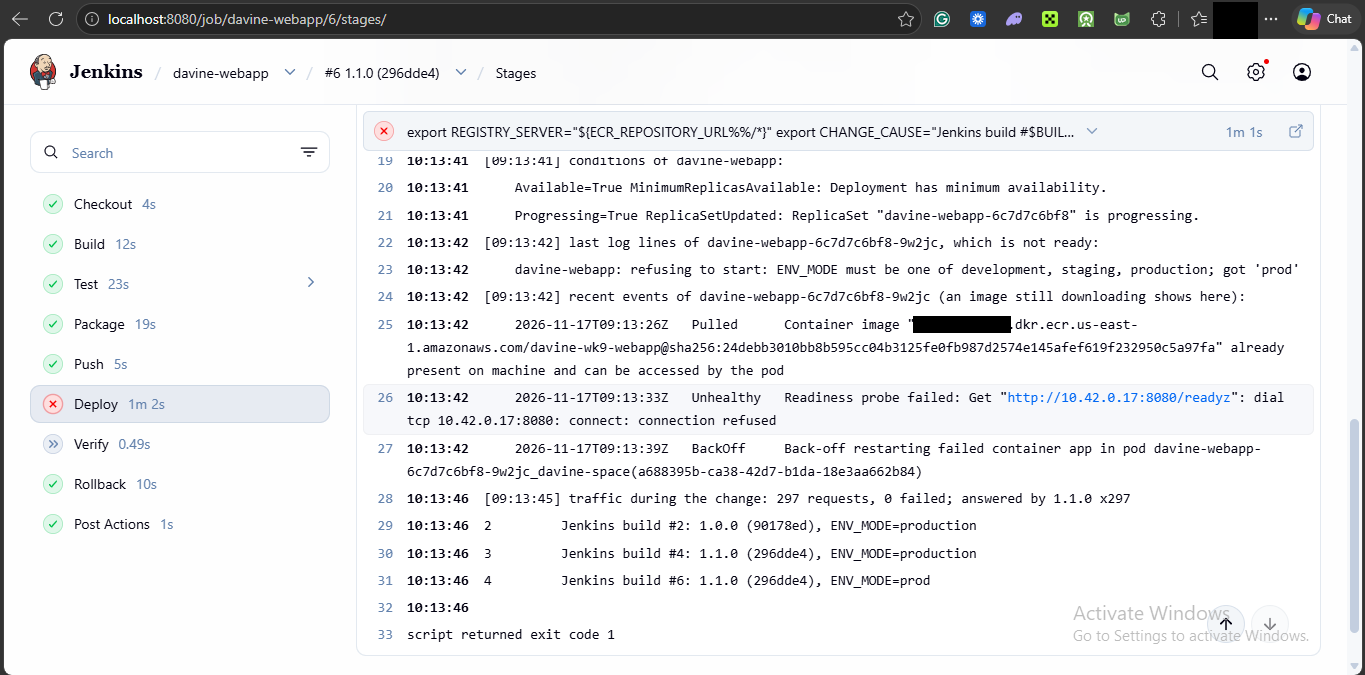 localhost:8080/job/davine-webapp/6/stages/
Chat
Jenkins / davine-webapp / #6 1.1.0 (296dde4) / Stages
Search
Checkout 4s
Build 12s
Test 23s
Package 19s
Push 5s
Deploy 1m 2s
Verify 0.49s
Rollback 10s
Post Actions 1s
export REGISTRY_SERVER="${ECR_REPOSITORY_URL%%/*}" export CHANGE_CAUSE="Jenkins build #$BUIL... 1m 1s
19 10:13:41 [09:13:41] conditions of davine-webapp:
20 10:13:41 Available=True MinimumReplicasAvailable: Deployment has minimum availability.
21 10:13:41 Progressing=True ReplicaSetUpdated: ReplicaSet "davine-webapp-6c7d7c6bf8" is progressing.
22 10:13:42 [09:13:42] last log lines of davine-webapp-6c7d7c6bf8-9w2jc, which is not ready:
23 10:13:42 davine-webapp: refusing to start: ENV_MODE must be one of development, staging, production; got 'prod'
24 10:13:42 [09:13:42] recent events of davine-webapp-6c7d7c6bf8-9w2jc (an image still downloading shows here):
25 10:13:42 2026-11-17T09:13:26Z Pulled Container image " .dkr.ecr.us-east-
1.amazonaws.com/davine-wk9-webapp@sha256:24debb3010bb8b595cc04b3125fe0fb987d2574e145afef619f232950c5a97fa" already
present on machine and can be accessed by the pod
26 10:13:42 2026-11-17T09:13:33Z Unhealthy Readiness probe failed: Get "http://10.42.0.17:8080/readyz": dial
tcp 10.42.0.17:8080: connect: connection refused
27 10:13:42 2026-11-17T09:13:39Z BackOff Back-off restarting failed container app in pod davine-webapp-
6c7d7c6bf8-9w2jc_davine-space(a688395b-ca38-42d7-b1da-18e3aa662b84)
28 10:13:46 [09:13:45] traffic during the change: 297 requests, 0 failed; answered by 1.1.0 x297
29 10:13:46 2 Jenkins build #2: 1.0.0 (90178ed), ENV_MODE=production
30 10:13:46 3 Jenkins build #4: 1.1.0 (296dde4), ENV_MODE=production
31 10:13:46 4 Jenkins build #6: 1.1.0 (296dde4), ENV_MODE=prod
32 10:13:46
33 script returned exit code 1
Activate Windows
Go to Settings to activate Windows.